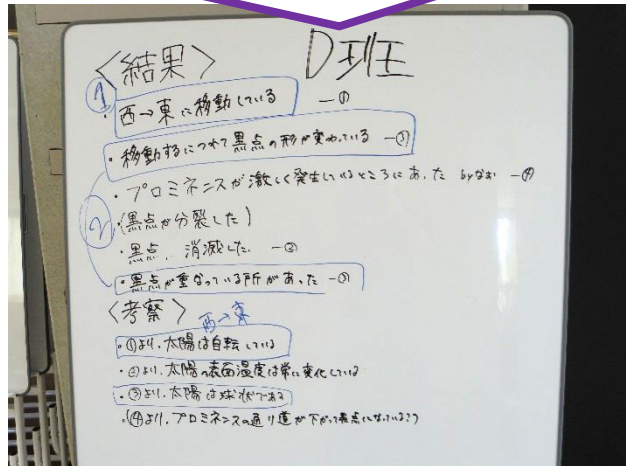 D班
<結果>
①
・西→東に移動している —①
・移動するにつれて黒点の形が変わっている —③
・プロミネンスが激しく発生しているところにあった by —④
②
・(黒点が分裂した)
・黒点 消滅した. —②
・黒点が重なっている所があった —③
<考察> 西→東
・①より、太陽は自転している
・②より、太陽の表面温度は常に変化している
・③より、太陽は球状である
・④より、プロミネンスの通り道が下がって黒点になっている?